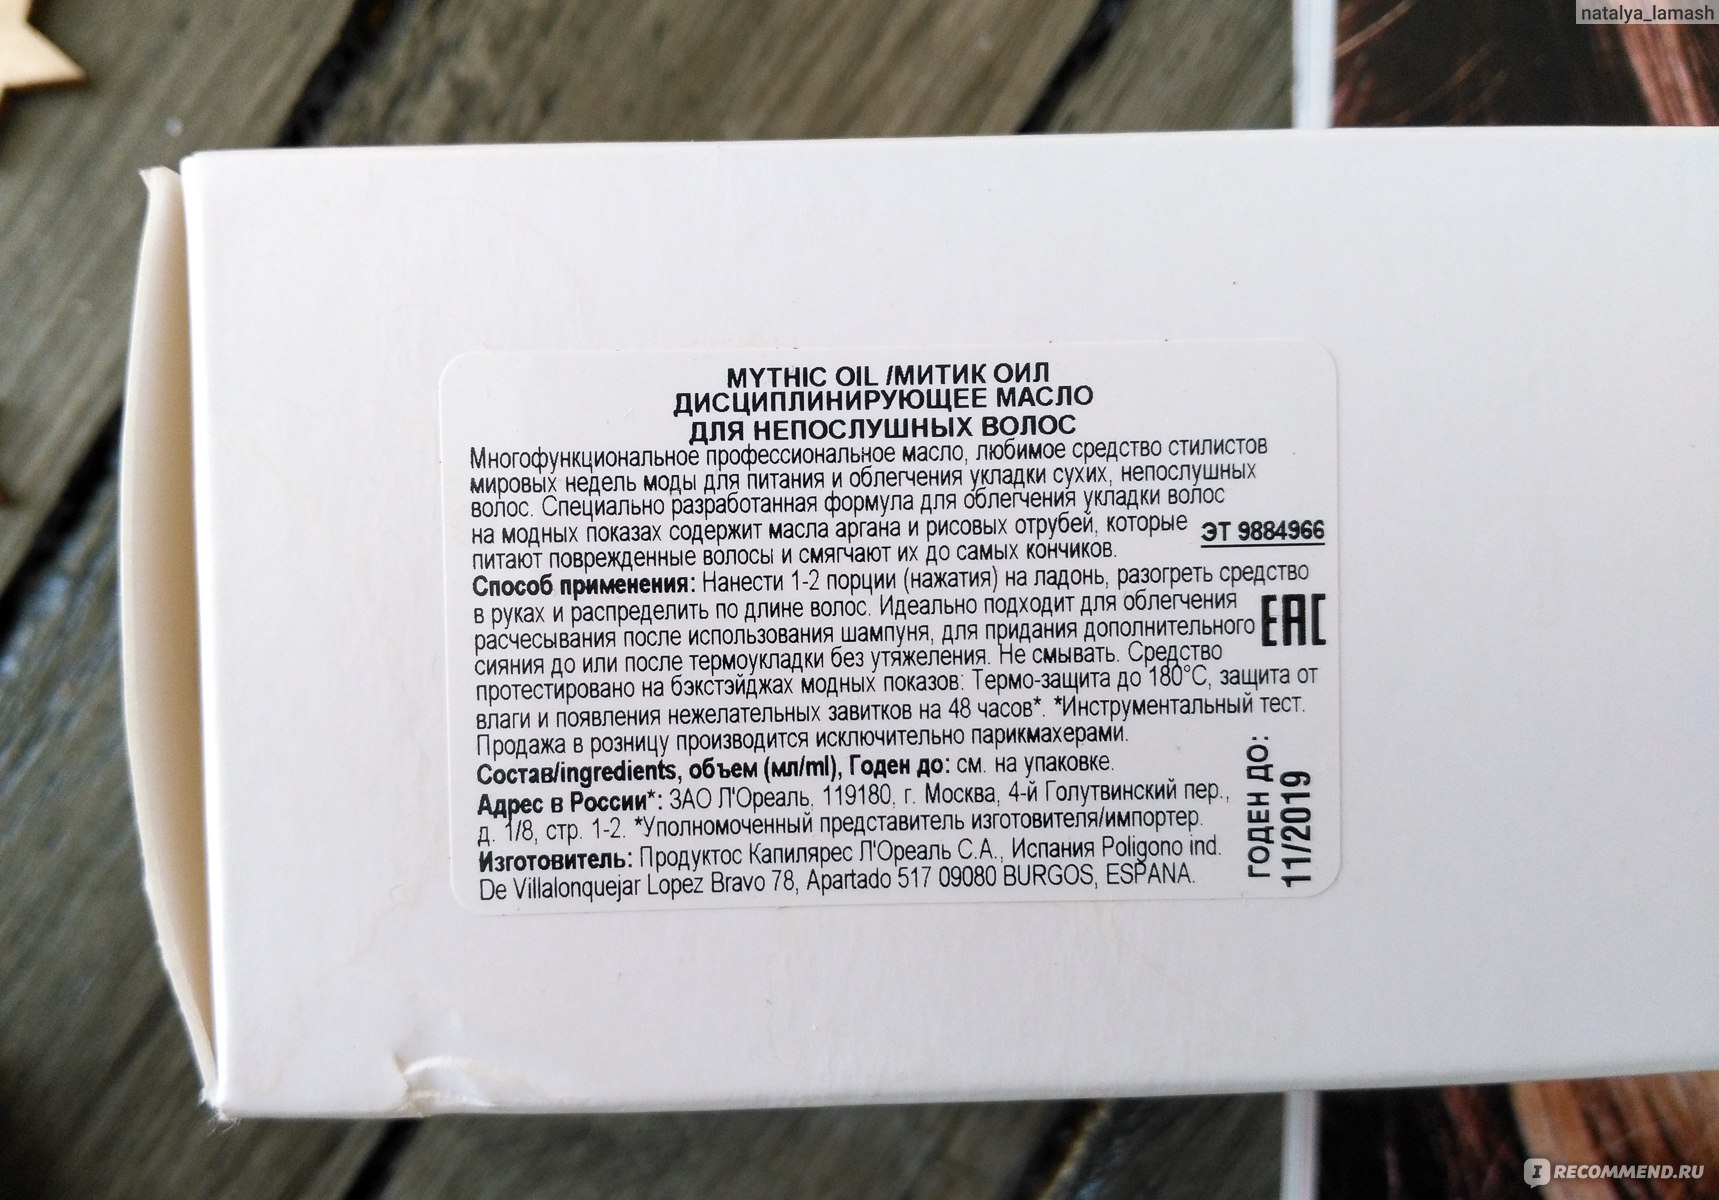 natalya_lamash
MYTHIC OIL /МИТИК ОИЛ
ДИСЦИПЛИНИРУЮЩЕЕ МАСЛО
ДЛЯ НЕПОСЛУШНЫХ ВОЛОС
Многофункциональное профессиональное масло, любимое средство стилистов
мировых недель моды для питания и облегчения укладки сухих, непослушных
волос. Специально разработанная формула для облегчения укладки волос
на модных показах содержит масла аргана и рисовых отрубей, которые
питают поврежденные волосы и смягчают их до самых кончиков.
ЭТ 9884966
Способ применения: Нанести 1-2 порции (нажатия) на ладонь, разогреть средство
в руках и распределить по длине волос. Идеально подходит для облегчения
расчесывания после использования шампуня, для придания дополнительного
сияния до или после термоукладки без утяжеления. Не смывать. Средство
протестировано на бэкстэйджах модных показов: Термо-защита до 180°C, защита от
влаги и появления нежелательных завитков на 48 часов*. *Инструментальный тест.
Продажа в розницу производится исключительно парикмахерами.
EAC
Состав/ingredients, объем (мл/ml), Годен до: см. на упаковке.
Адрес в России*: ЗАО Л'Ореаль, 119180, г. Москва, 4-й Голутвинский пер.,
д. 1/8, стр. 1-2. *Уполномоченный представитель изготовителя/импортер.
Изготовитель: Продуктос Капилярес Л'Ореаль С.А., Испания Poligono ind.
De Villalonquejar Lopez Bravo 78, Apartado 517 09080 BURGOS, ESPANA.
ГОДЕН ДО:
11/2019
IRECOMMEND.RU